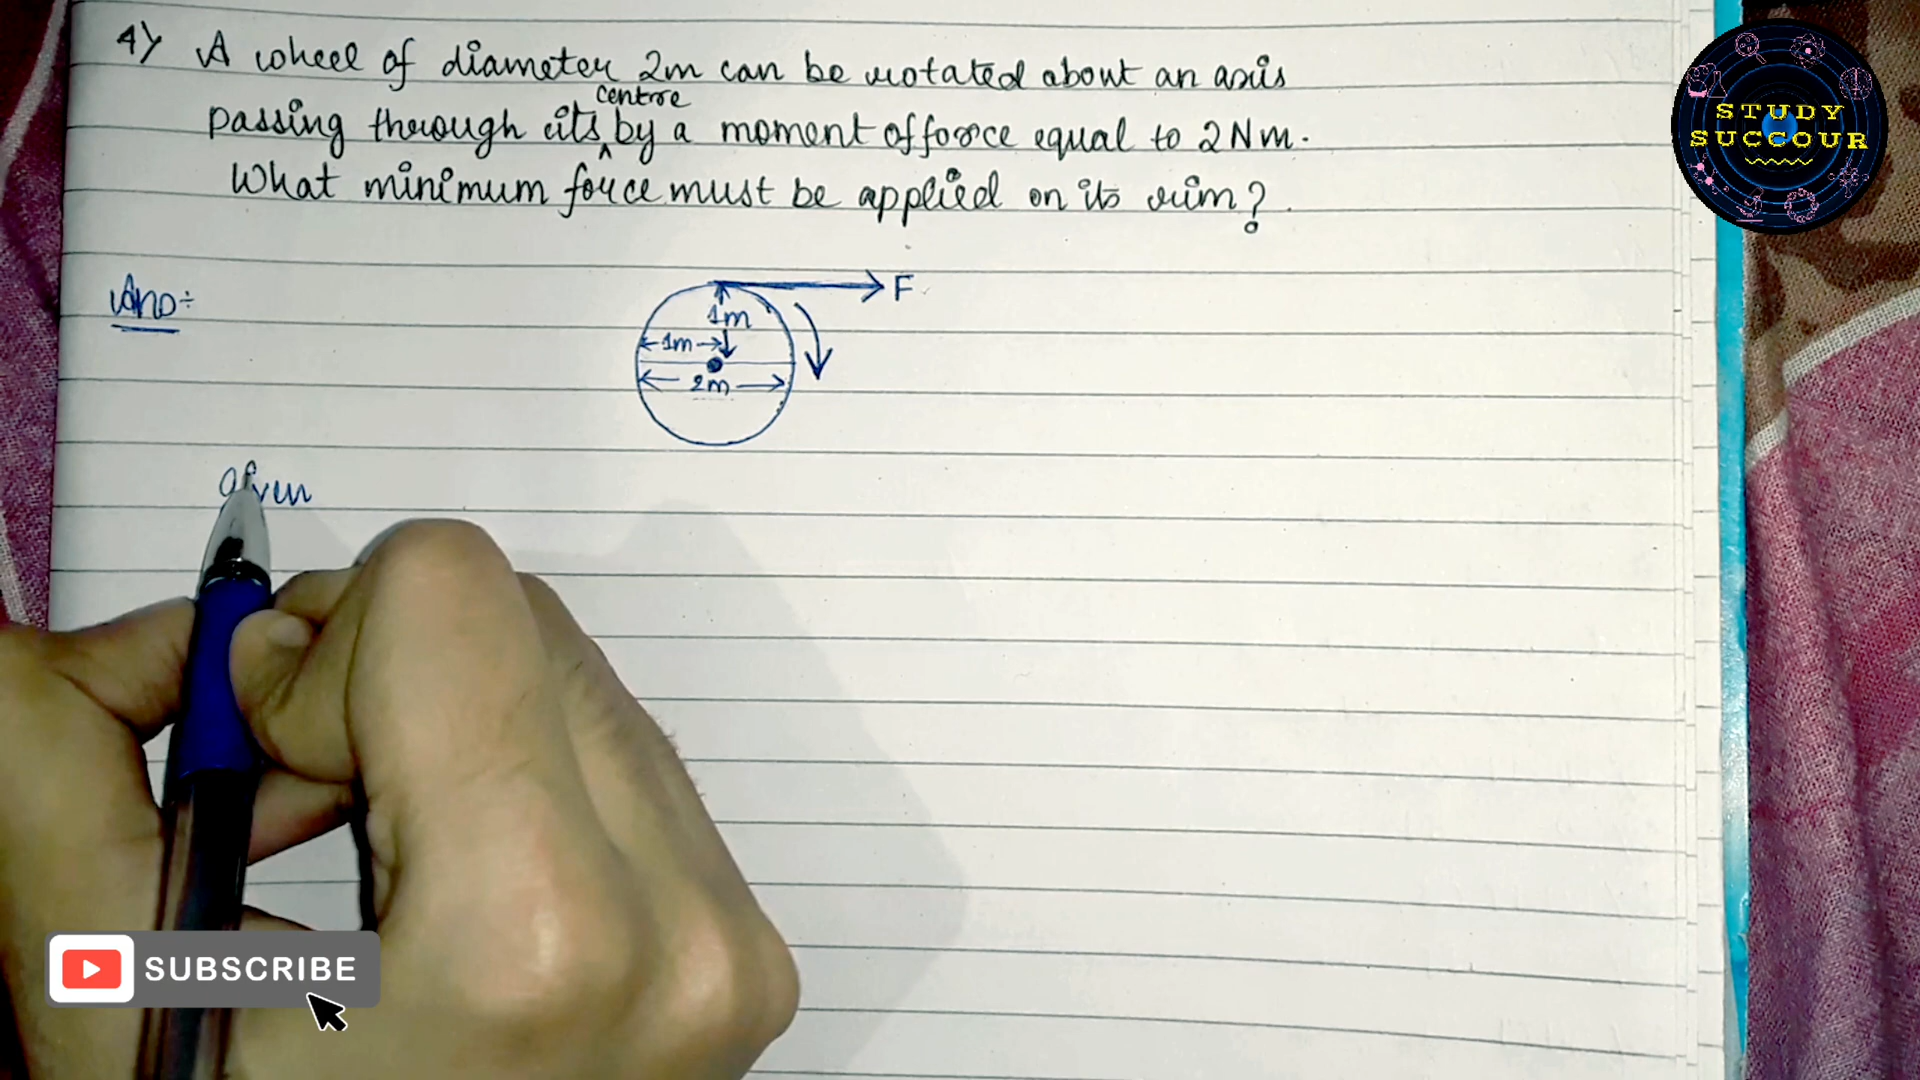 4) A wheel of diameter 2m can be rotated about an axis
passing through its centre by a moment of force equal to 2Nm.
What minimum force must be applied on its rim?
Ans÷
F
1m
1m
2m
Given
STUDY
SUCCOUR
SUBSCRIBE